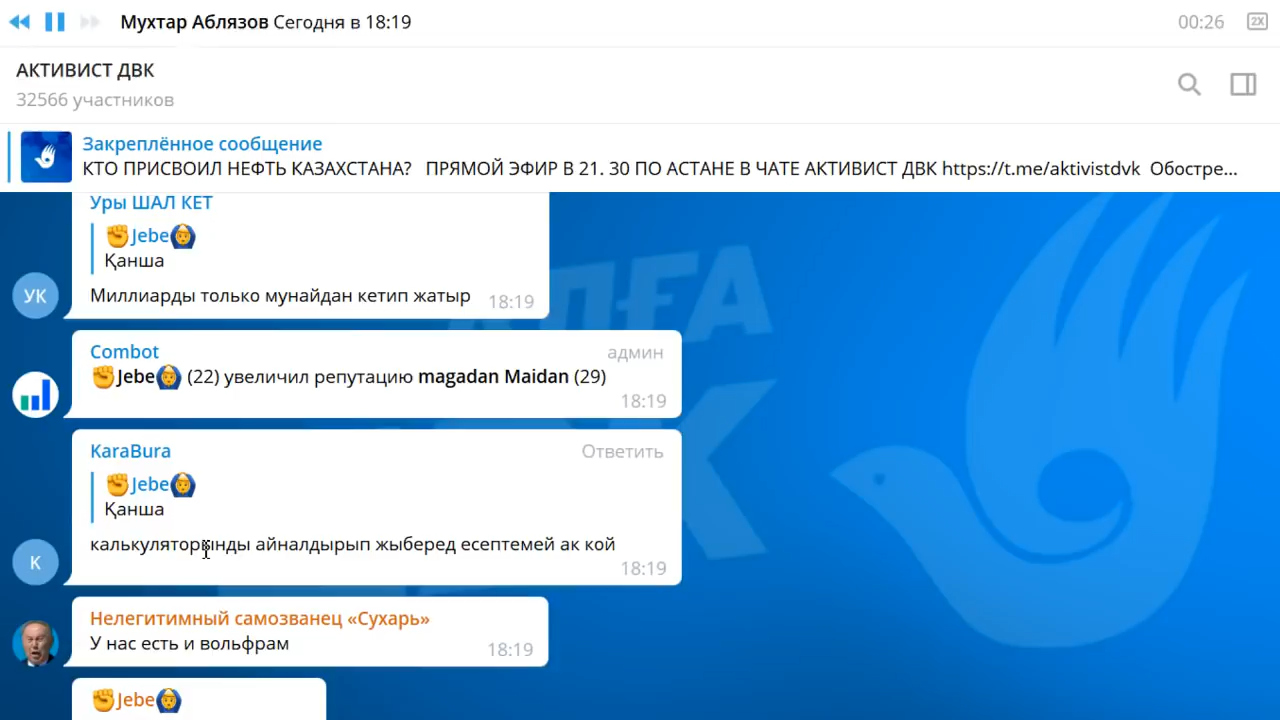 Мухтар Аблязов Сегодня в 18:19
00:26
2X
АКТИВИСТ ДВК
32566 участников
Закреплённое сообщение
КТО ПРИСВОИЛ НЕФТЬ КАЗАХСТАНА? ПРЯМОЙ ЭФИР В 21. 30 ПО АСТАНЕ В ЧАТЕ АКТИВИСТ ДВК https://t.me/aktivistdvk Обостре...
Уры ШАЛ КЕТ
✊Jebe🙆‍♂️
Қанша
Миллиарды только мунайдан кетип жатыр 18:19
УК
Combot админ
✊Jebe🙆‍♂️ (22) увеличил репутацию magadan Maidan (29)
18:19
KaraBura Ответить
✊Jebe🙆‍♂️
Қанша
калькуляторынды айналдырып жыберед есептемей ак кой
18:19
K
Нелегитимный самозванец «Сухарь»
У нас есть и вольфрам 18:19
✊Jebe🙆‍♂️
АЛҒА